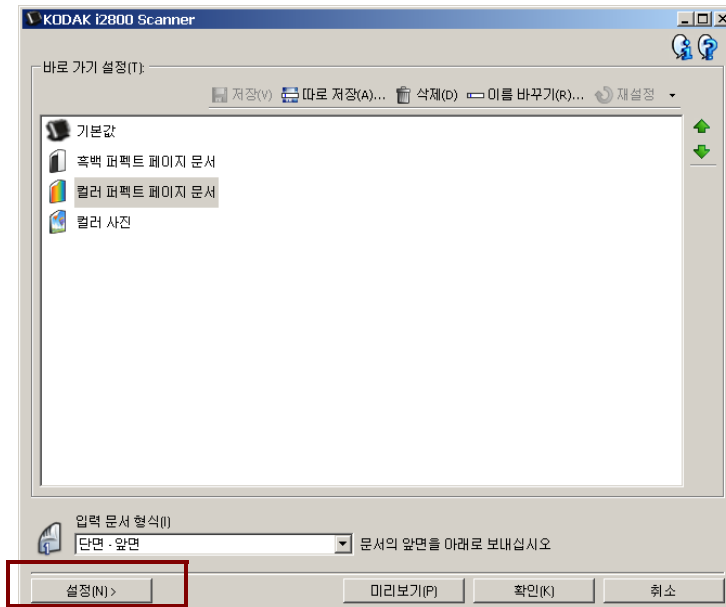 KODAK i2800 Scanner
바로 가기 설정(T):
저장(V) 따로 저장(A)... 삭제(D) 이름 바꾸기(R)... 재설정
기본값
흑백 퍼펙트 페이지 문서
컬러 퍼펙트 페이지 문서
컬러 사진
입력 문서 형식(I)
단면 - 앞면 문서의 앞면을 아래로 보내십시오
설정(N) > 미리보기(P) 확인(K) 취소